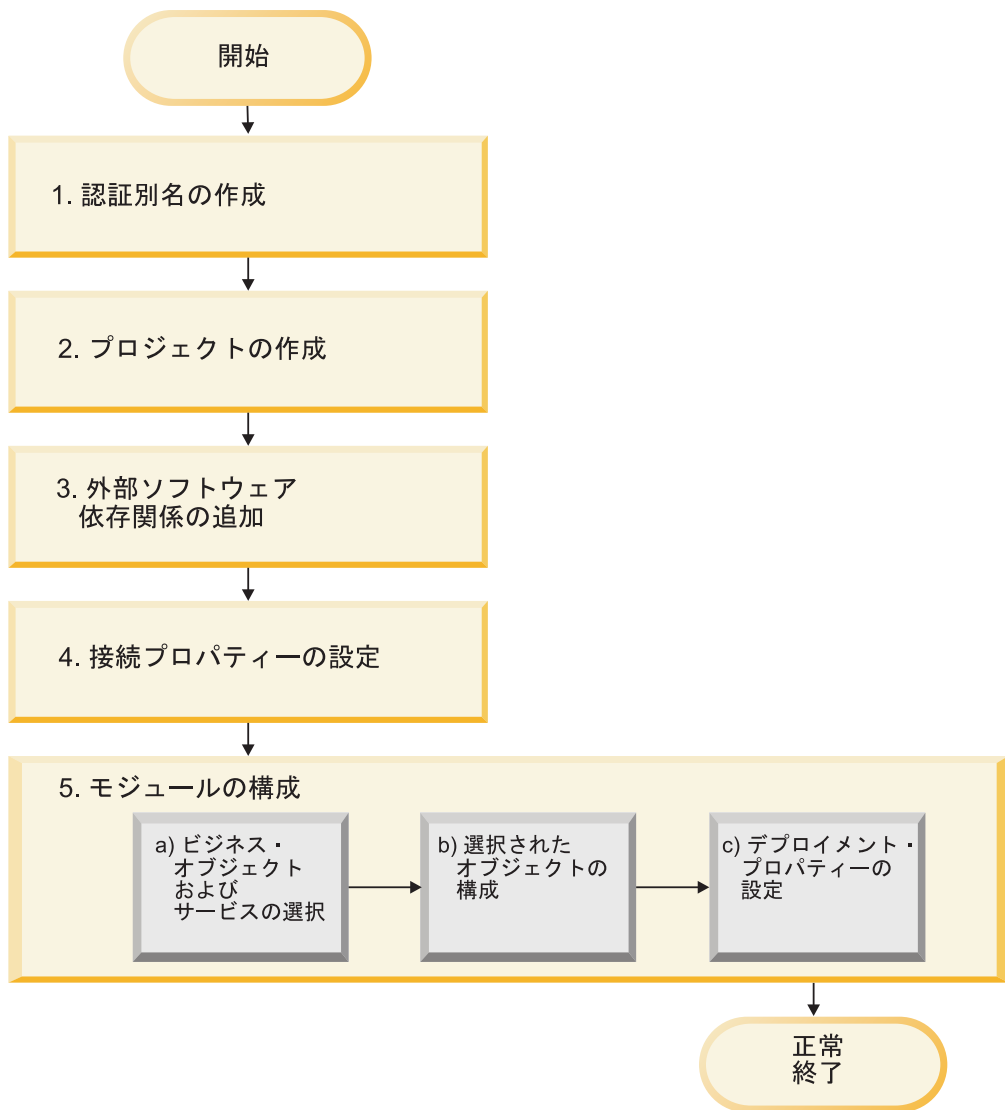 開始
1. 認証別名の作成
2. プロジェクトの作成
3. 外部ソフトウェア
依存関係の追加
4. 接続プロパティーの設定
5. モジュールの構成
a) ビジネス・
オブジェクト
および
サービスの選択
b) 選択された
オブジェクトの
構成
c) デプロイメント・
プロパティーの
設定
正常
終了